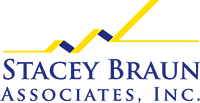 STACEY BRAUN
ASSOCIATES, INC.